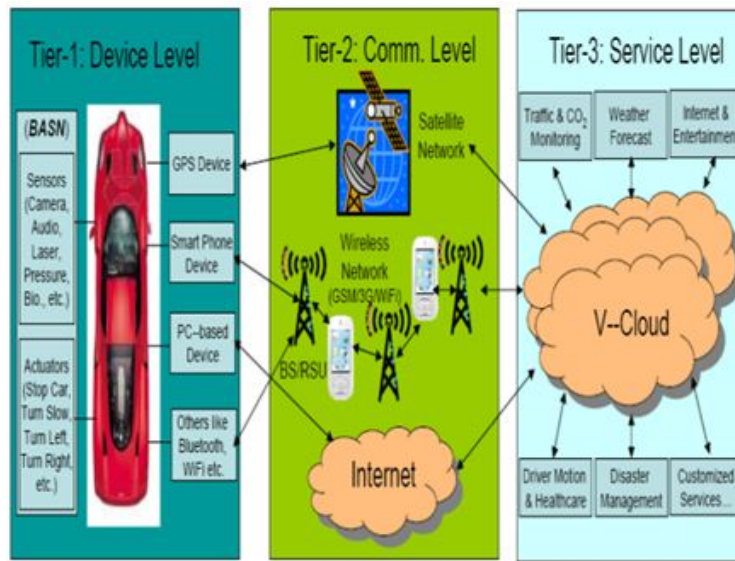 Tier-1: Device Level
(BASN)
Sensors
(Camera,
Audio,
Laser,
Pressure,
Bio., etc.)
Actuators
(Stop Car,
Turn Slow,
Turn Left,
Turn Right,
etc.)
GPS Device
Smart Phone
Device
PC--based
Device
Others like
Bluetooth,
WiFi etc.
Tier-2: Comm. Level
Satellite
Network
Wireless
Network
(GSM/3G/WiFi)
BS/RSU
Internet
Tier-3: Service Level
Traffic & CO2
Monitoring
Weather
Forecast
Internet &
Entertainmen
V--Cloud
Driver Motion
& Healthcare
Disaster
Management
Customized
Services...